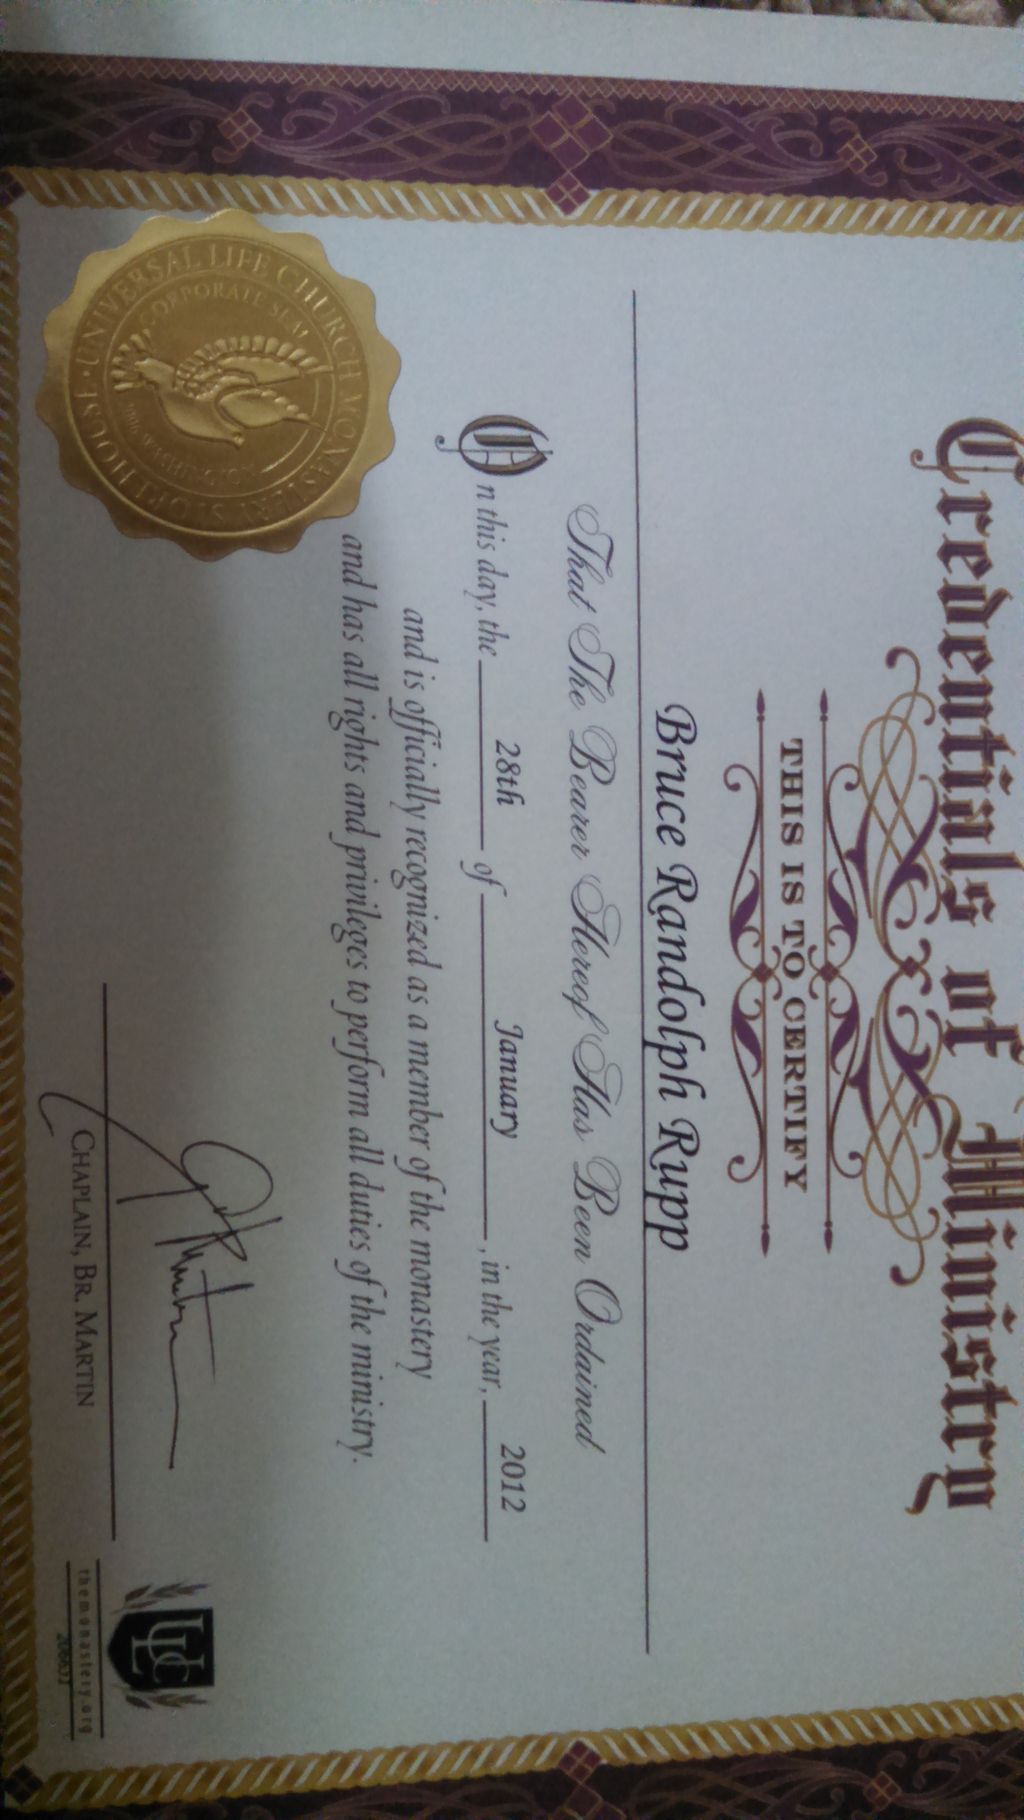 Credentials of Ministry
THIS IS TO CERTIFY
Bruce Randolph Rupp
That The Bearer Hereof Has Been Ordained
On this day, the 28th of January, in the year, 2012
and is officially recognized as a member of the monastery
and has all rights and privileges to perform all duties of the ministry.
UNIVERSAL LIFE CHURCH MONASTERY STOREHOUSE
CORPORATE SEAL
WASHINGTON
CHAPLAIN, BR. MARTIN
ULC
themonastery.org